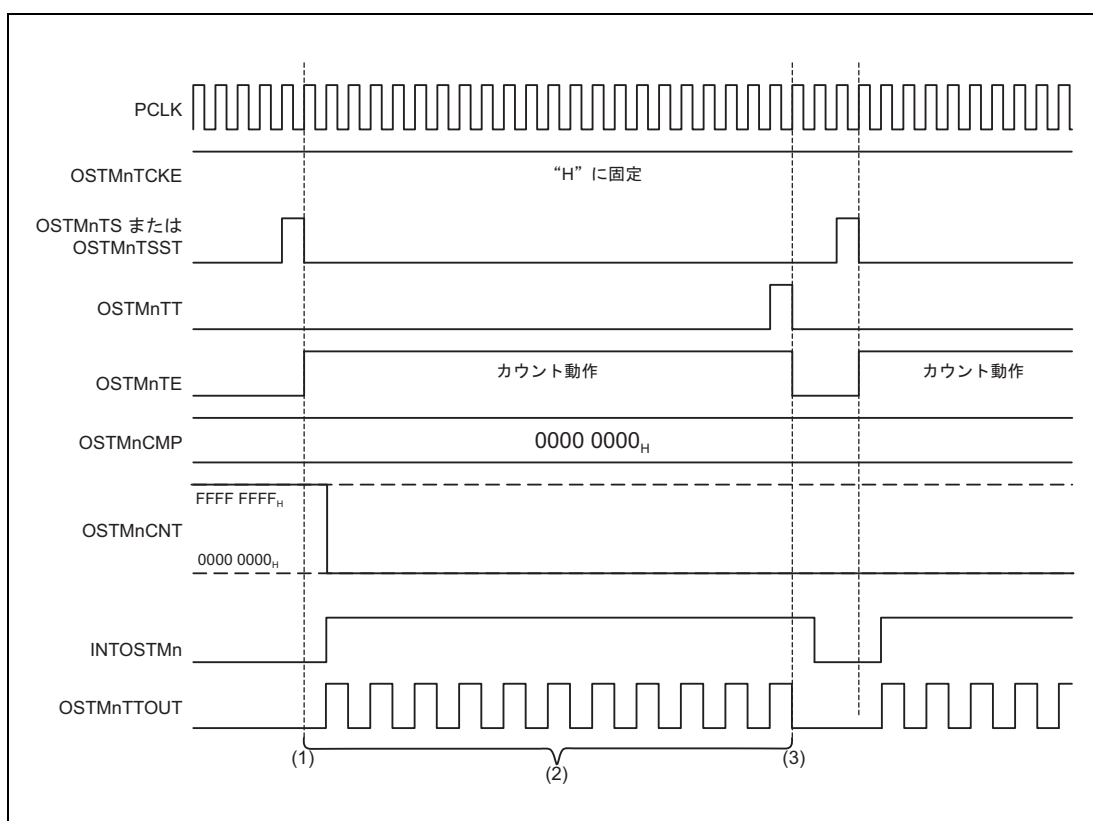 PCLK
OSTMnTCKE
“H” に固定
OSTMnTS または
OSTMnTSST
OSTMnTT
OSTMnTE
カウント動作
カウント動作
OSTMnCMP
0000 0000H
FFFF FFFFH
OSTMnCNT
0000 0000H
INTOSTMn
OSTMnTTOUT
(1)
(2)
(3)